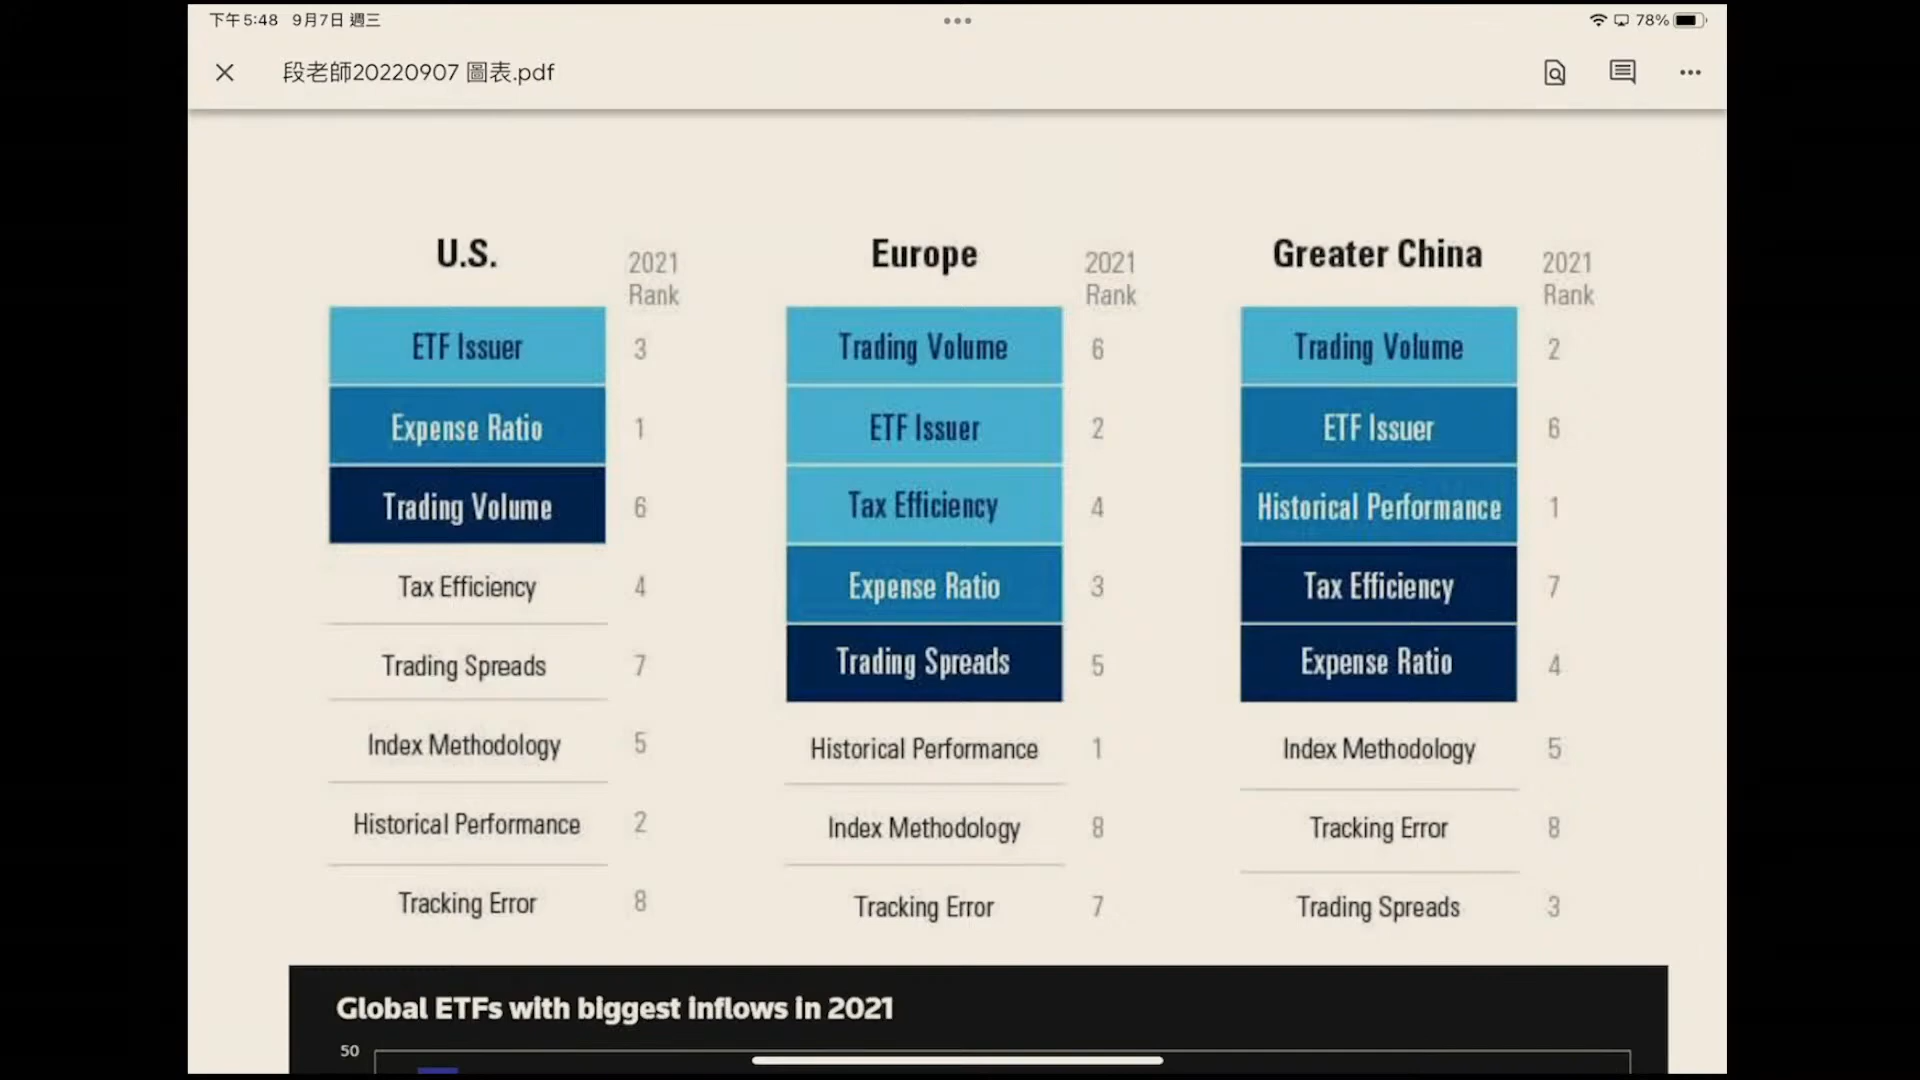 下午5:48 9月7日 週三
78%
段老師20220907 圖表.pdf
U.S.
2021
Rank
ETF Issuer 3
Expense Ratio 1
Trading Volume 6
Tax Efficiency 4
Trading Spreads 7
Index Methodology 5
Historical Performance 2
Tracking Error 8
Europe
2021
Rank
Trading Volume 6
ETF Issuer 2
Tax Efficiency 4
Expense Ratio 3
Trading Spreads 5
Historical Performance 1
Index Methodology 8
Tracking Error 7
Greater China
2021
Rank
Trading Volume 2
ETF Issuer 6
Historical Performance 1
Tax Efficiency 7
Expense Ratio 4
Index Methodology 5
Tracking Error 8
Trading Spreads 3
Global ETFs with biggest inflows in 2021
50